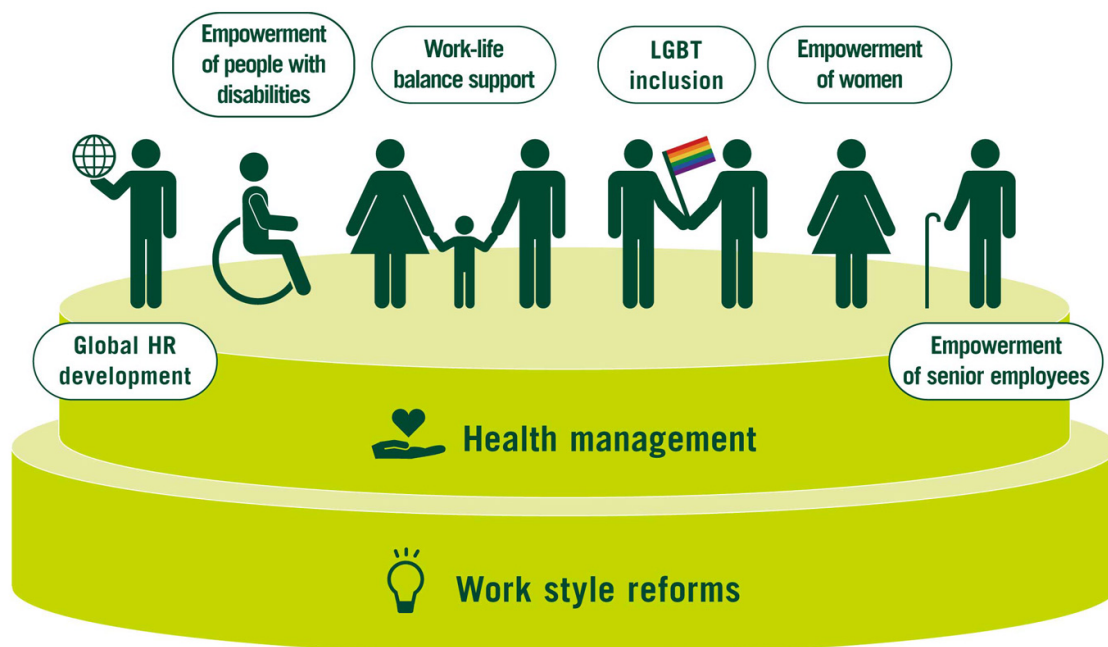 Empowerment
of people with
disabilities
Work-life
balance support
LGBT
inclusion
Empowerment
of women
Global HR
development
Empowerment
of senior employees
Health management
Work style reforms